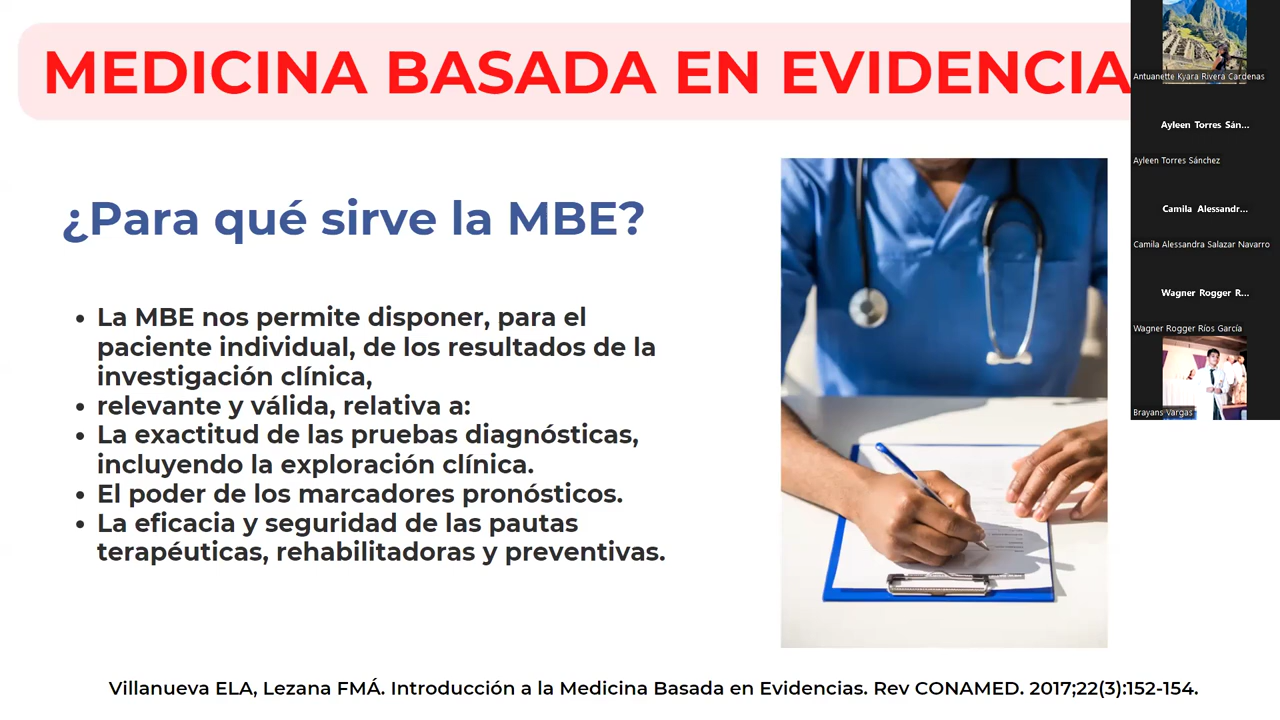 MEDICINA BASADA EN EVIDENCIA
¿Para qué sirve la MBE?
• La MBE nos permite disponer, para el
paciente individual, de los resultados de la
investigación clínica,
• relevante y válida, relativa a:
• La exactitud de las pruebas diagnósticas,
incluyendo la exploración clínica.
• El poder de los marcadores pronósticos.
• La eficacia y seguridad de las pautas
terapéuticas, rehabilitadoras y preventivas.
Villanueva ELA, Lezana FMÁ. Introducción a la Medicina Basada en Evidencias. Rev CONAMED. 2017;22(3):152-154.
Antuanette Kyara Rivera Cardenas
Ayleen Torres Sán...
Ayleen Torres Sánchez
Camila Alessandr...
Camila Alessandra Salazar Navarro
Wagner Rogger R...
Wagner Rogger Ríos García
Brayans Vargas